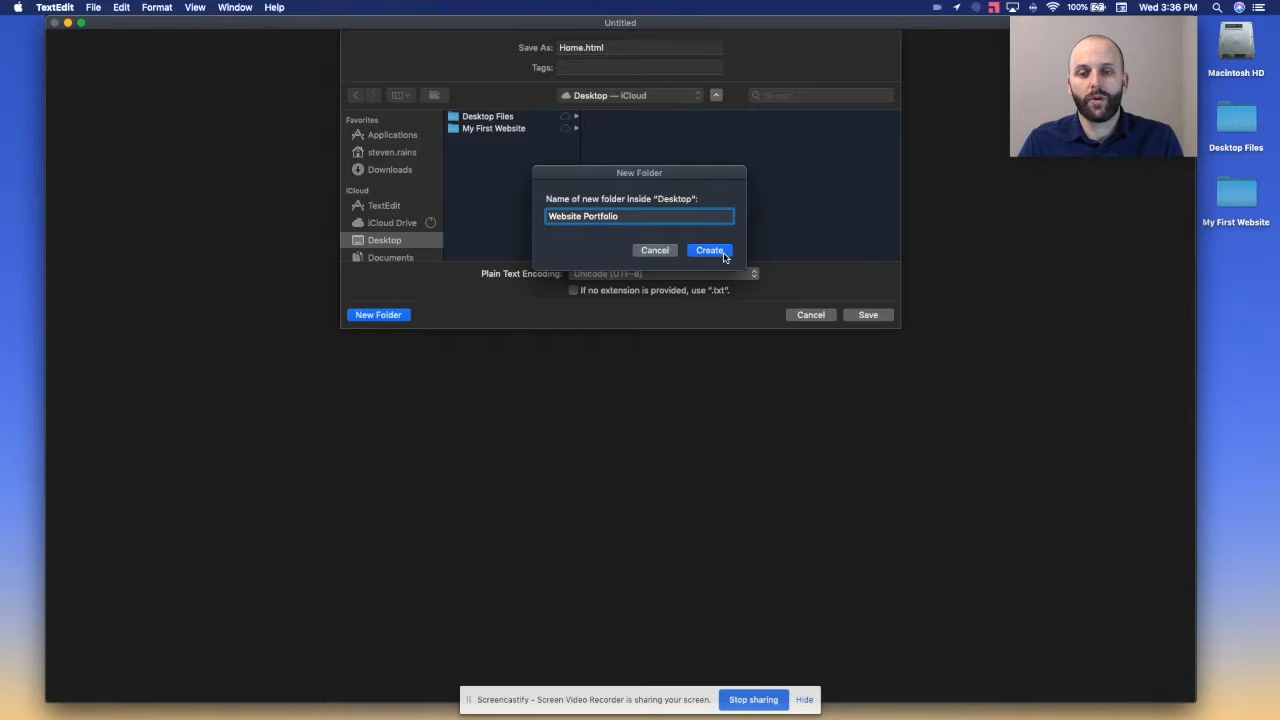 TextEdit File Edit Format View Window Help
100% Wed 3:36 PM
Untitled
Save As: Home.html
Tags:
Desktop — iCloud
Favorites
Applications
steven.rains
Downloads
iCloud
TextEdit
iCloud Drive
Desktop
Documents
Desktop Files
My First Website
New Folder
Name of new folder inside “Desktop”:
Website Portfolio
Cancel Create
Plain Text Encoding: Unicode (UTF-8)
If no extension is provided, use “.txt”.
New Folder Cancel Save
Macintosh HD
Desktop Files
My First Website
Screencastify - Screen Video Recorder is sharing your screen. Stop sharing Hide